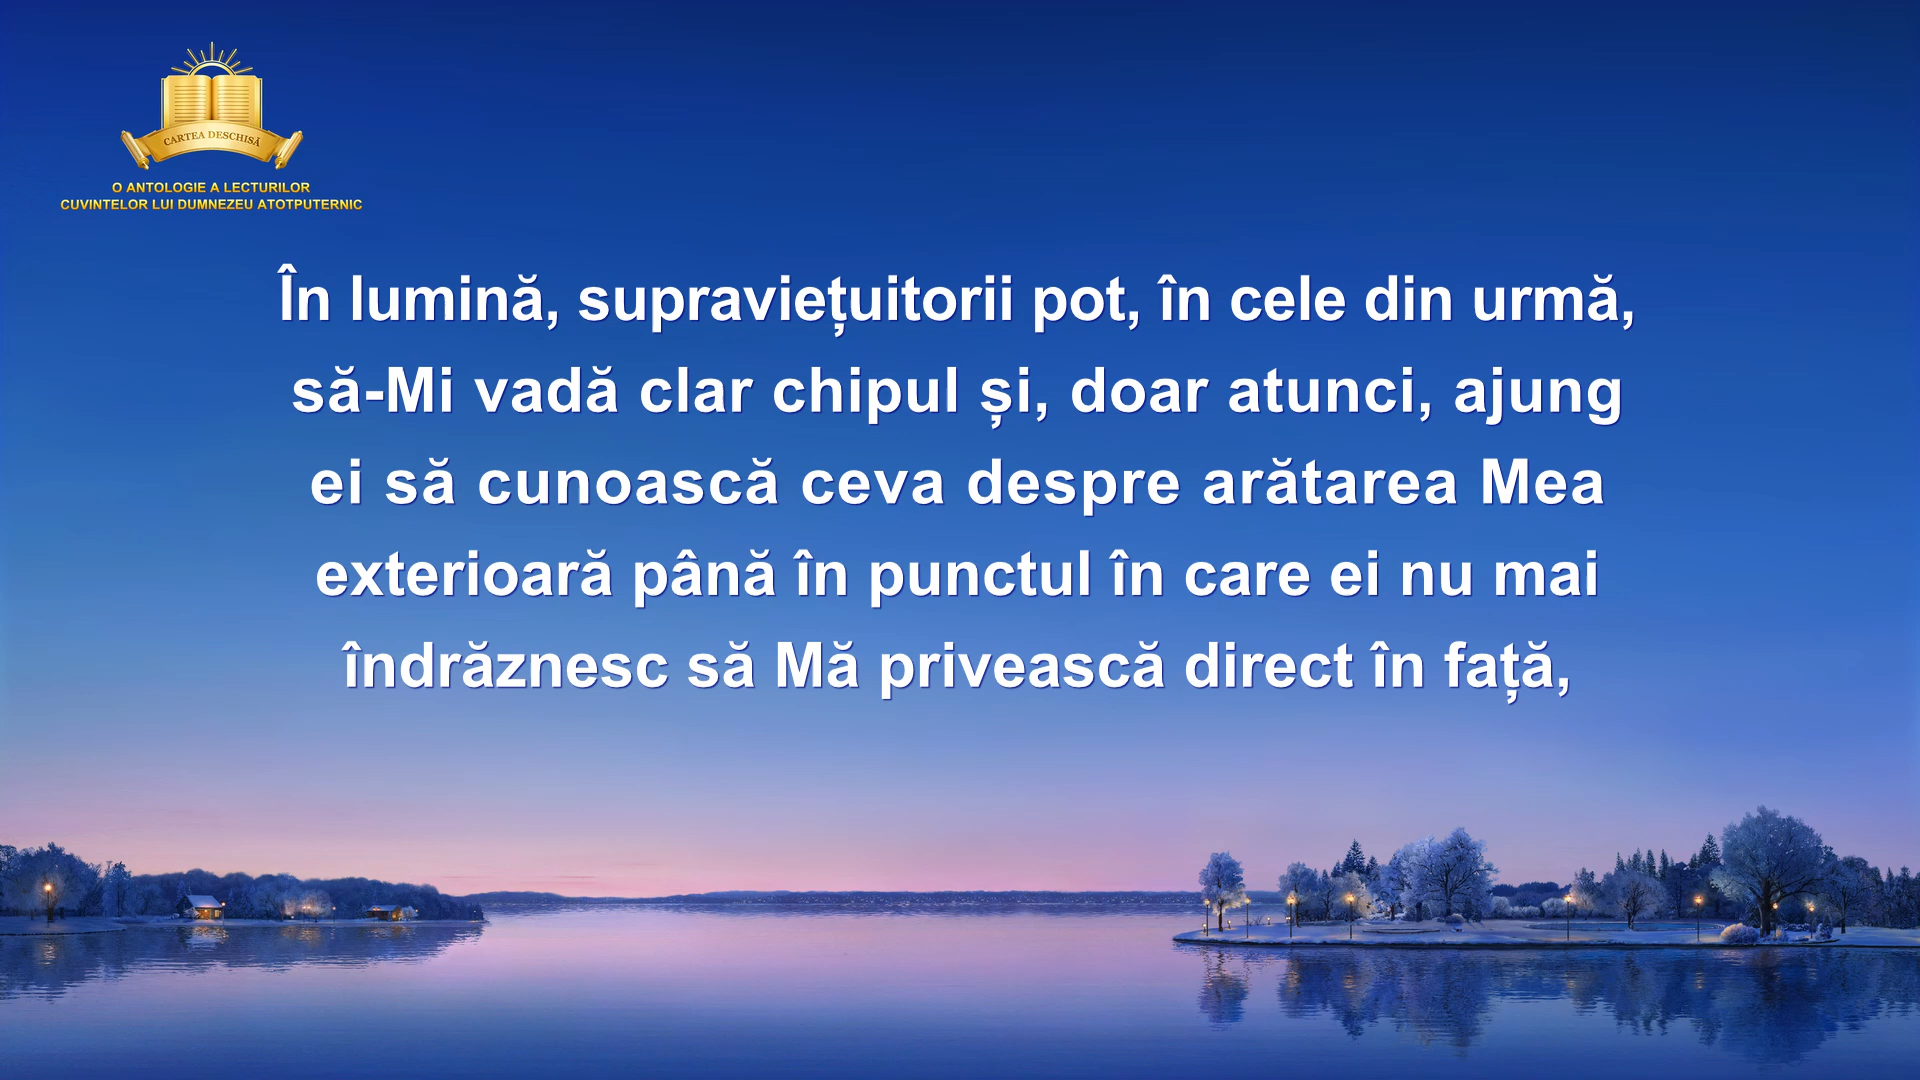 CARTEA DESCHISĂ
O ANTOLOGIE A LECTURILOR
CUVINTELOR LUI DUMNEZEU ATOTPUTERNIC
În lumină, supraviețuitorii pot, în cele din urmă,
să-Mi vadă clar chipul și, doar atunci, ajung
ei să cunoască ceva despre arătarea Mea
exterioară până în punctul în care ei nu mai
îndrăznesc să Mă privească direct în față,